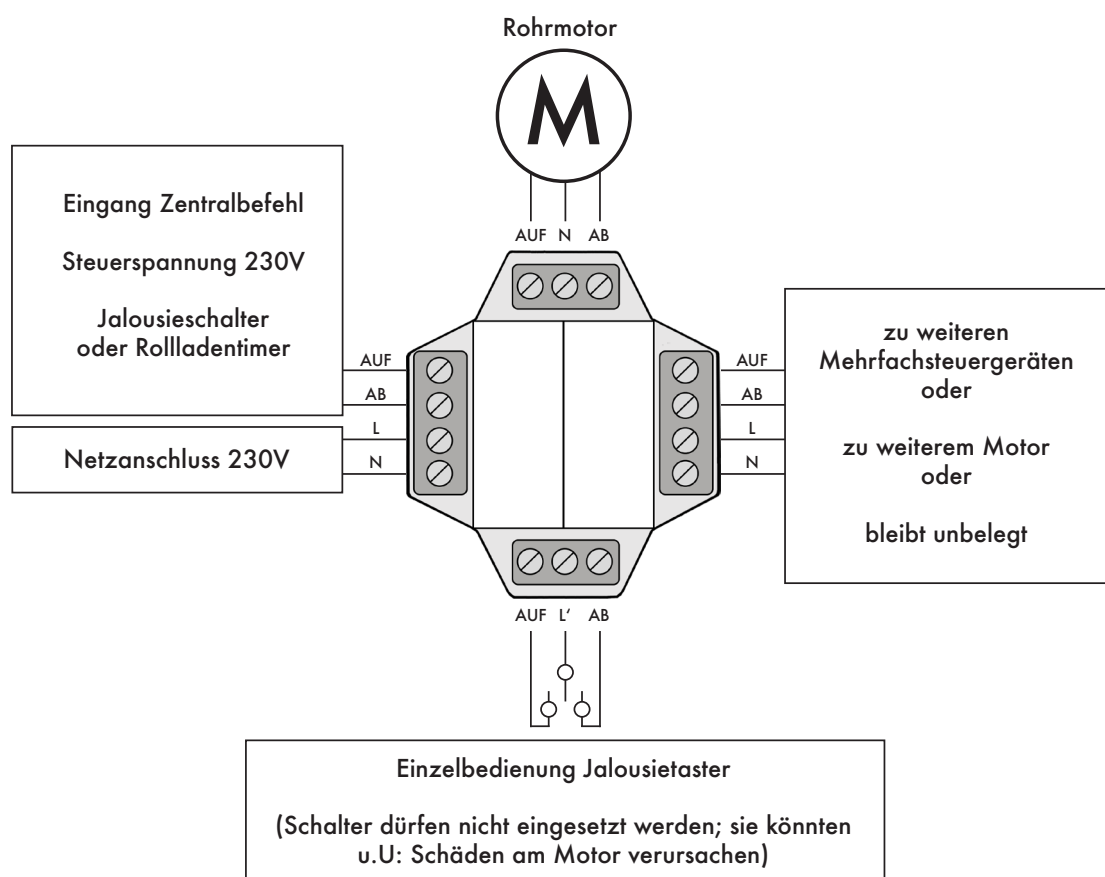 Rohrmotor
M
AUF N AB
Eingang Zentralbefehl
Steuerspannung 230V
Jalousieschalter
oder Rollladentimer
AUF
AB
L
N
Netzanschluss 230V
AUF
AB
L
N
zu weiteren
Mehrfachsteuergeräten
oder
zu weiterem Motor
oder
bleibt unbelegt
AUF L‘ AB
Einzelbedienung Jalousietaster
(Schalter dürfen nicht eingesetzt werden; sie könnten
u.U: Schäden am Motor verursachen)